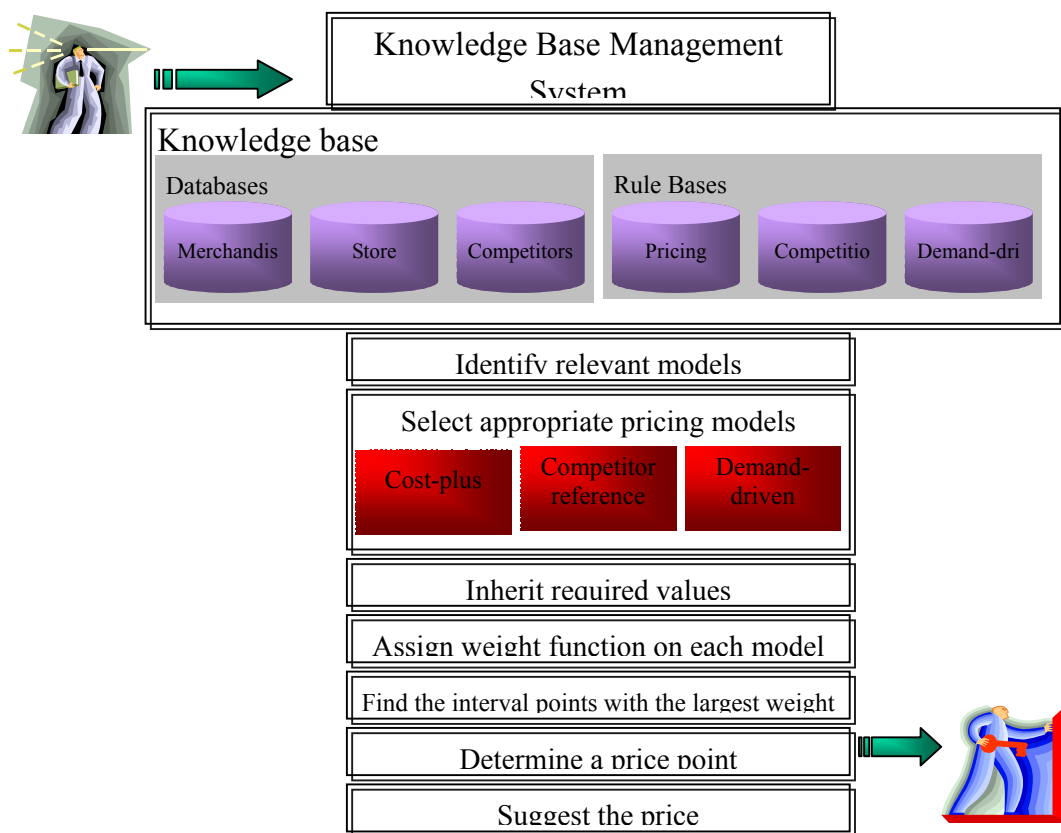 Knowledge Base Management
System
Knowledge base
Databases
Rule Bases
Merchandis
Store
Competitors
Pricing
Competitio
Demand-dri
Identify relevant models
Select appropriate pricing models
Cost-plus
Competitor
reference
Demand-
driven
Inherit required values
Assign weight function on each model
Find the interval points with the largest weight
Determine a price point
Suggest the price